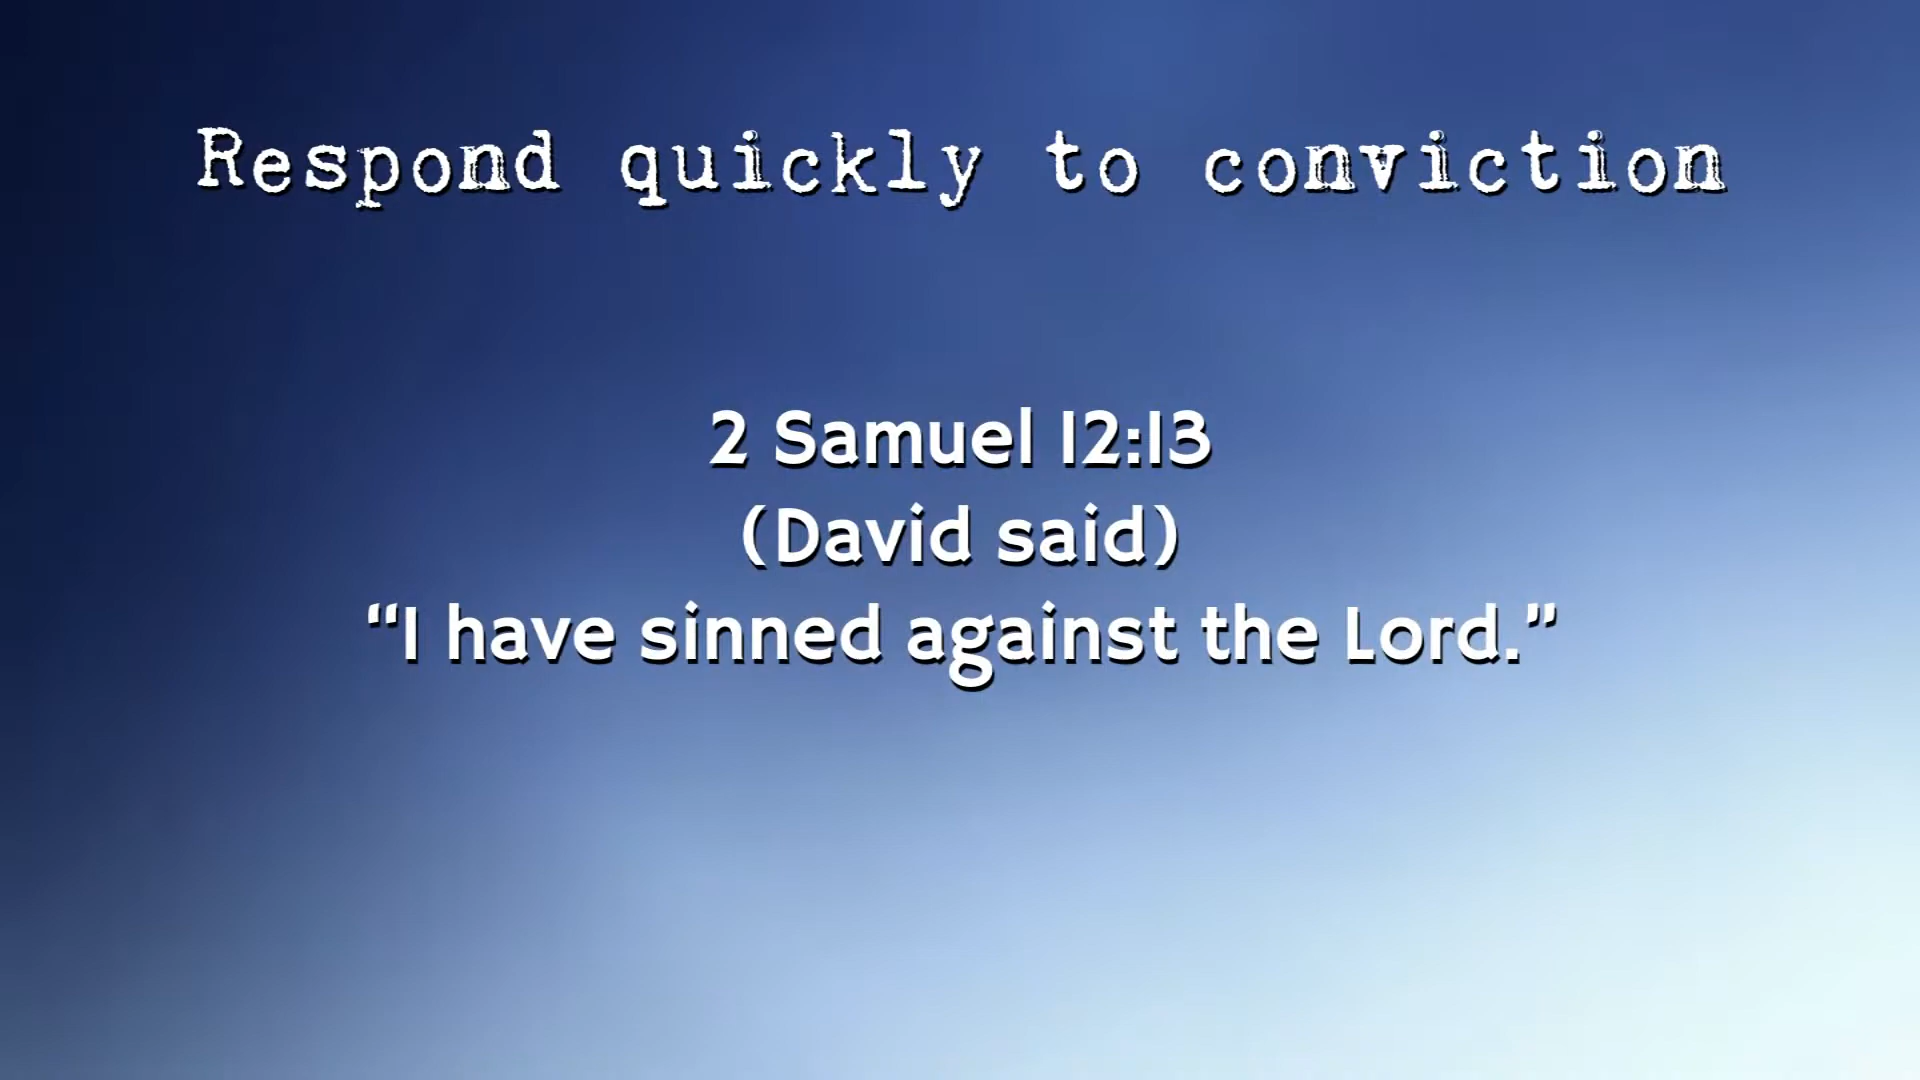 Respond quickly to conviction
2 Samuel 12:13
(David said)
“I have sinned against the Lord.”